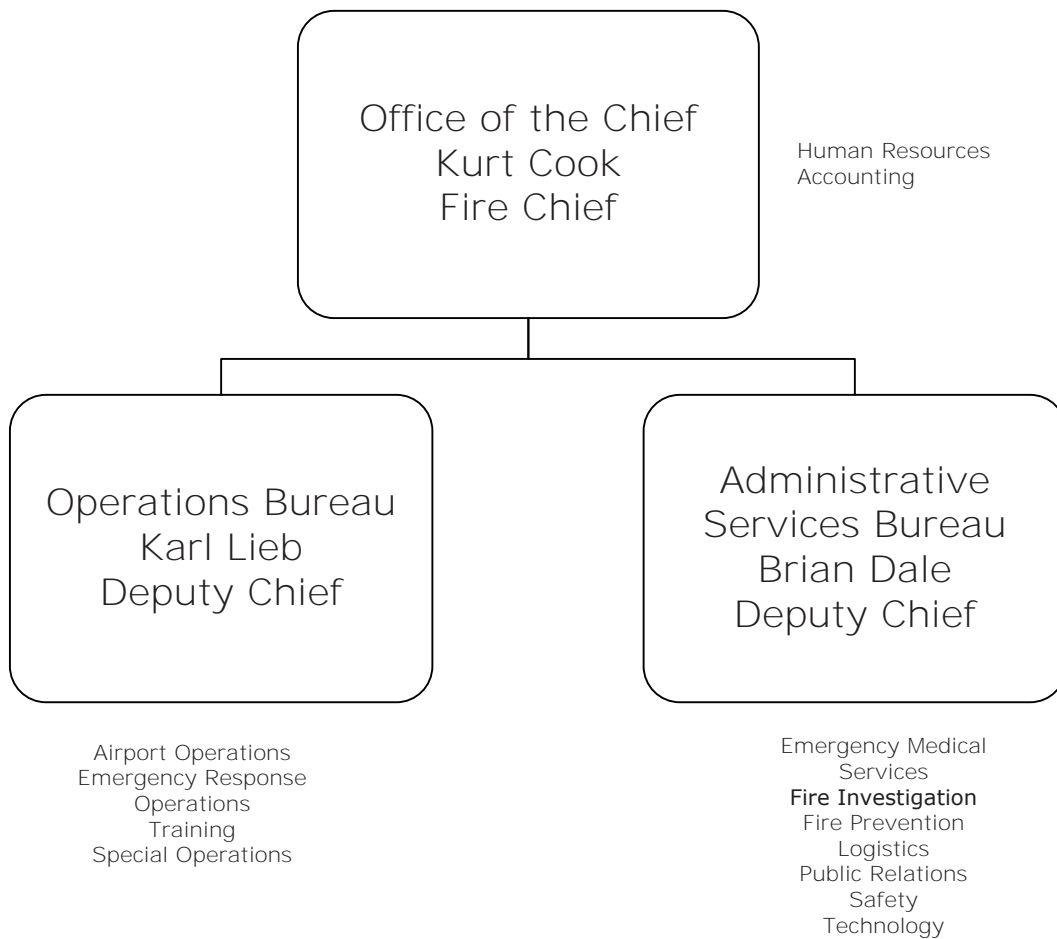 Office of the Chief
Kurt Cook
Fire Chief
Human Resources
Accounting
Operations Bureau
Karl Lieb
Deputy Chief
Administrative
Services Bureau
Brian Dale
Deputy Chief
Airport Operations
Emergency Response
Operations
Training
Special Operations
Emergency Medical
Services
Fire Investigation
Fire Prevention
Logistics
Public Relations
Safety
Technology